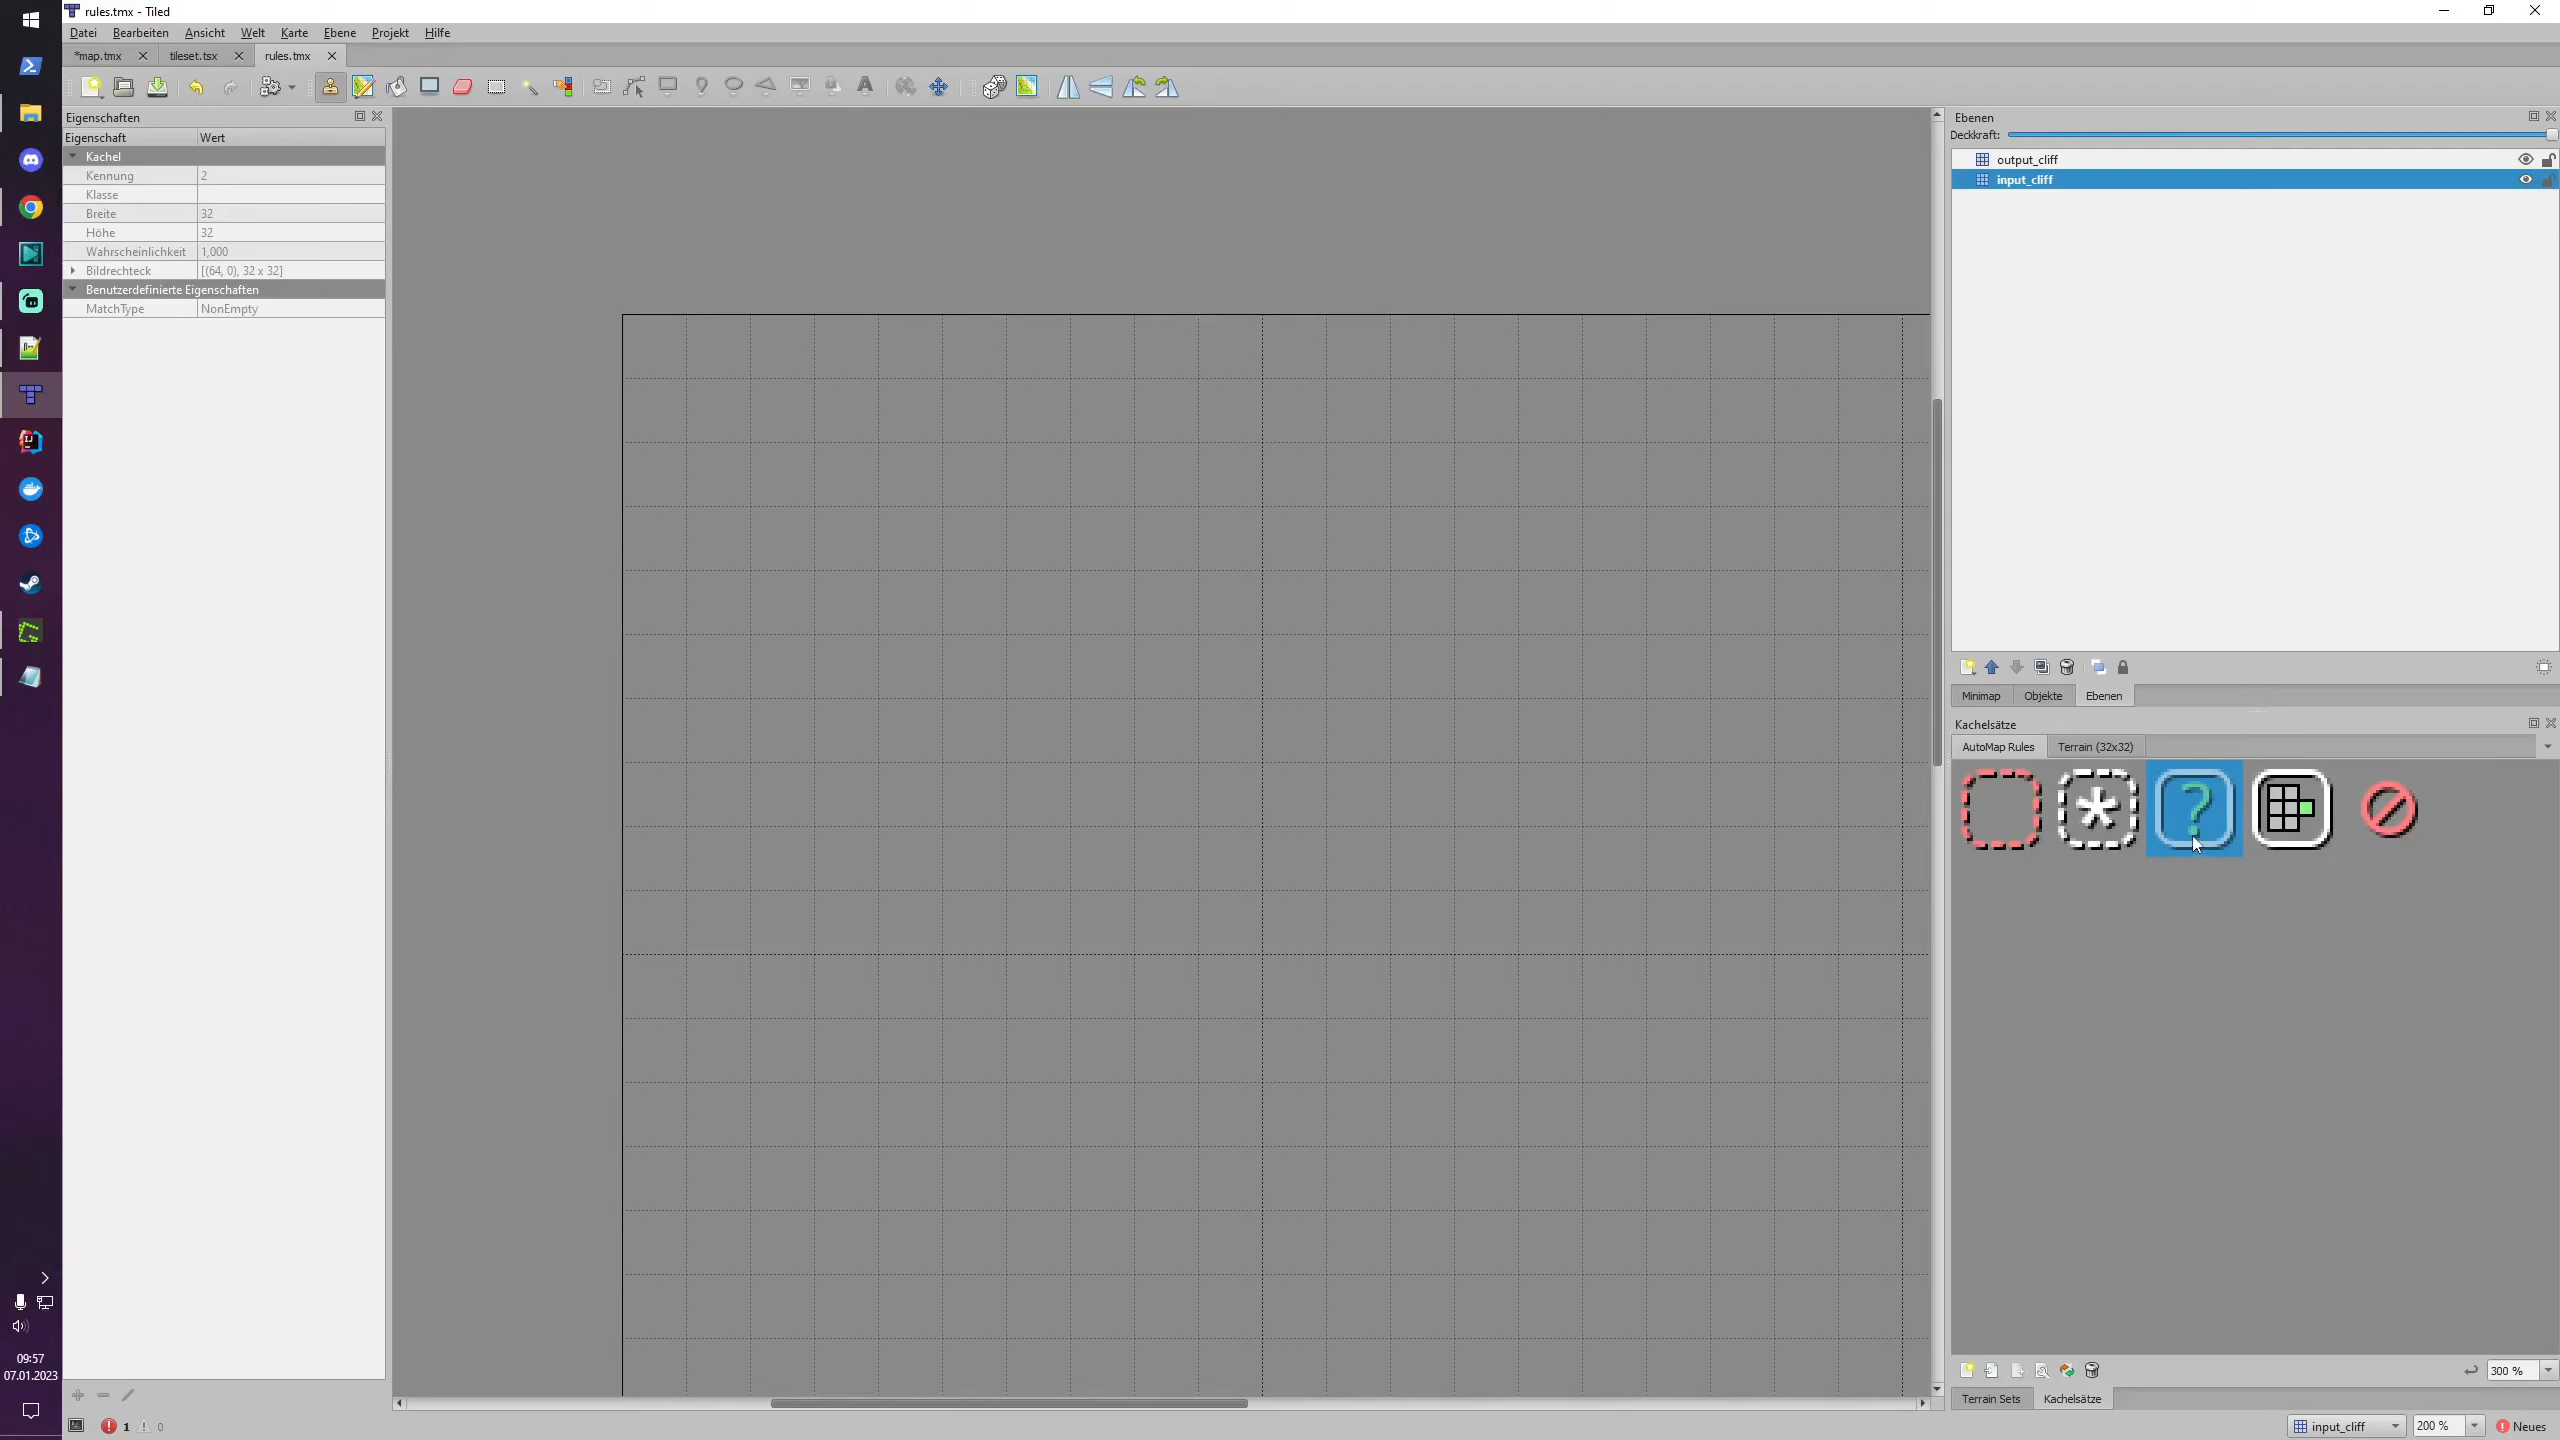 rules.tmx - Tiled
Datei Bearbeiten Ansicht Welt Karte Ebene Projekt Hilfe
*map.tmx tileset.tsx rules.tmx
Eigenschaften
Eigenschaft Wert
Kachel
Kennung 2
Klasse
Breite 32
Höhe 32
Wahrscheinlichkeit 1,000
Bildrechteck [(64, 0), 32 x 32]
Benutzerdefinierte Eigenschaften
MatchType NonEmpty
Ebenen
Deckkraft:
output_cliff
input_cliff
Minimap Objekte Ebenen
Kachelsätze
AutoMap Rules Terrain (32x32)
300 %
Terrain Sets Kachelsätze
09:57
07.01.2023
1 0
input_cliff 200 % Neues